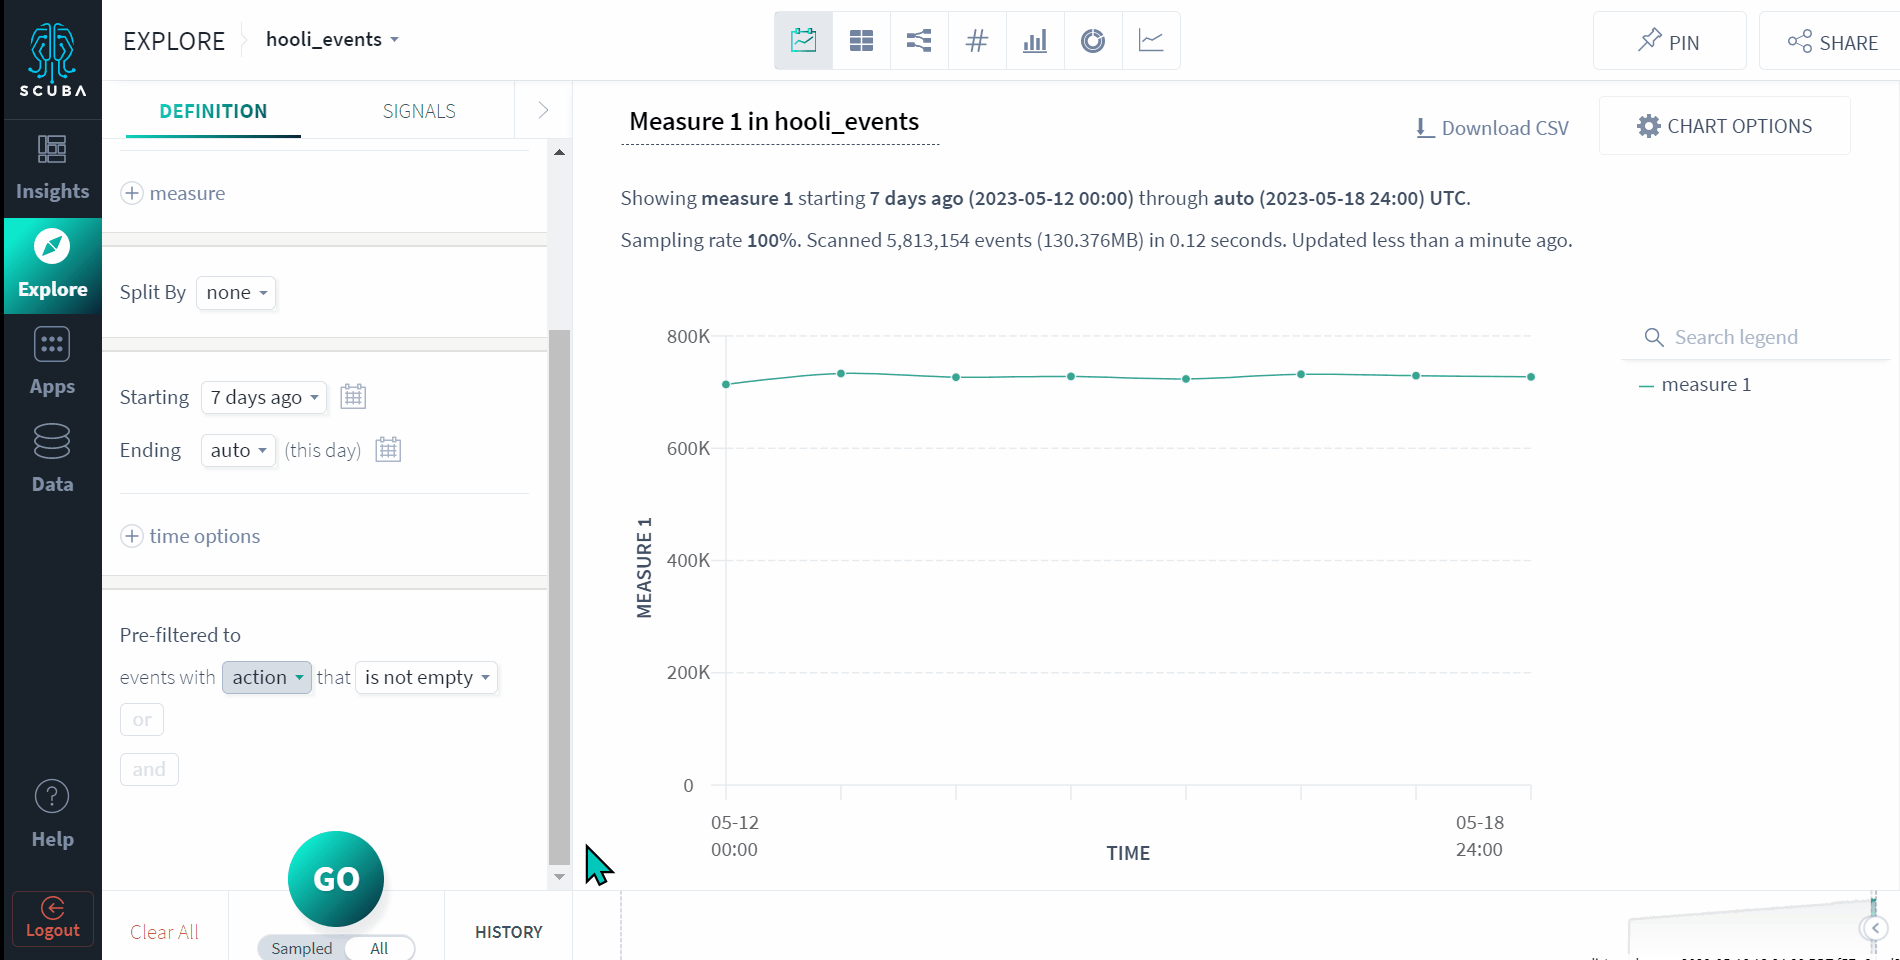 SCUBA
Insights
Explore
Apps
Data
Help
Logout
EXPLORE
hooli_events
PIN
SHARE
DEFINITION
SIGNALS
measure
Split By none
Starting 7 days ago
Ending auto (this day)
time options
Pre-filtered to
events with action that is not empty
or
and
GO
Clear All
Sampled All
HISTORY
Measure 1 in hooli_events
Download CSV
CHART OPTIONS
Showing measure 1 starting 7 days ago (2023-05-12 00:00) through auto (2023-05-18 24:00) UTC.
Sampling rate 100%. Scanned 5,813,154 events (130.376MB) in 0.12 seconds. Updated less than a minute ago.
800K
600K
400K
200K
0
MEASURE 1
05-12
00:00
05-18
24:00
TIME
Search legend
measure 1